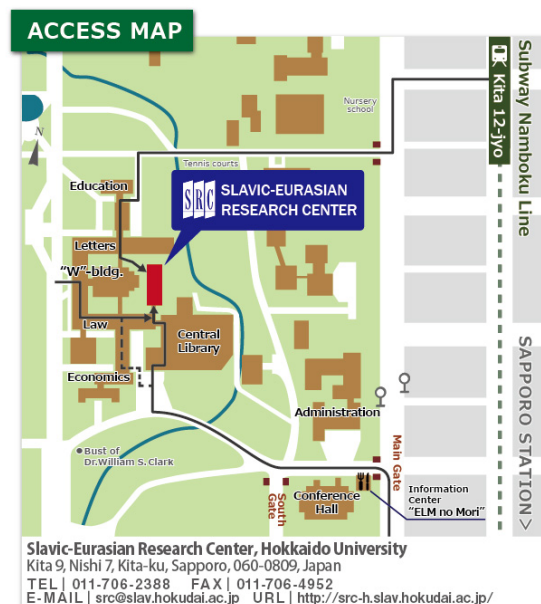 ACCESS MAP
Subway Namboku Line
Kita 12-jyo
Nursery
school
N
Tennis courts
Education
SRC
SLAVIC-EURASIAN
RESEARCH CENTER
Letters
"W"-bldg.
Law
Central
Library
Economics
SAPPORO STATION >
Administration
Bust of
Dr.William S.Clark
Main Gate
South
Gate
Conference
Hall
Information
Center
"ELM no Mori"
Slavic-Eurasian Research Center, Hokkaido University
Kita 9, Nishi 7, Kita-ku, Sapporo, 060-0809, Japan
TEL | 011-706-2388 FAX | 011-706-4952
E-MAIL | src@slav.hokudai.ac.jp URL | http://src-h.slav.hokudai.ac.jp/